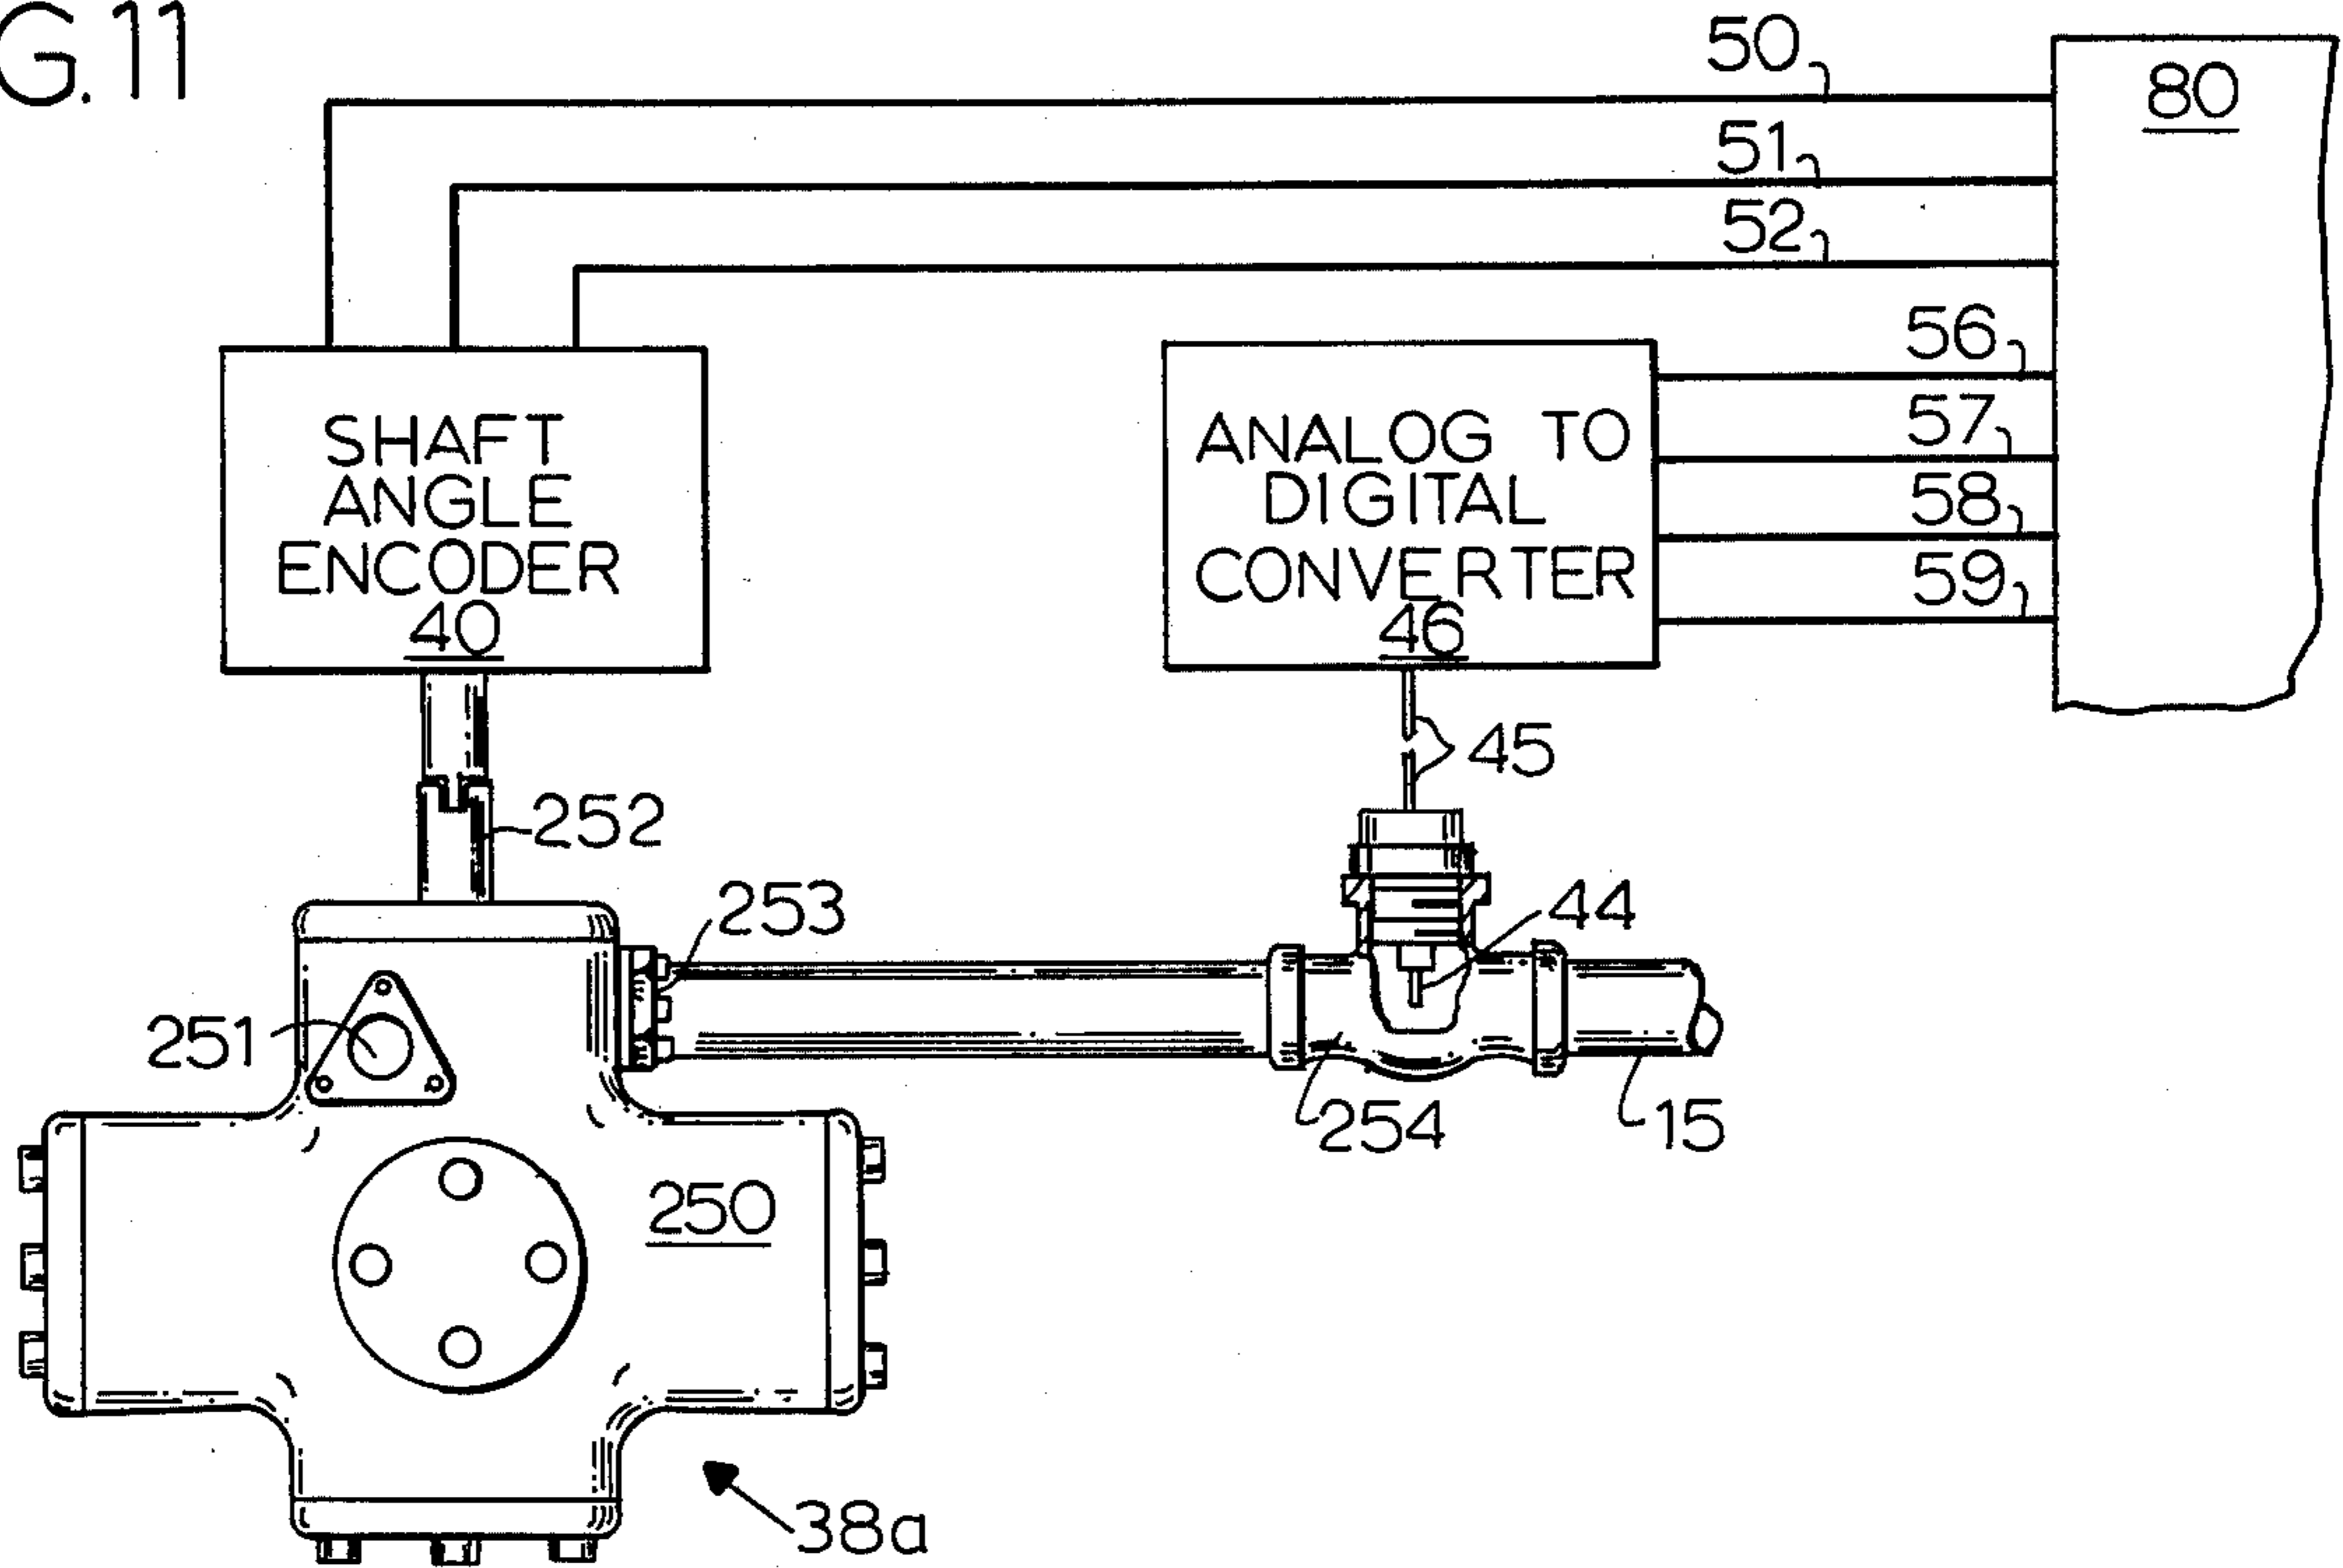 G.11
50
80
51
52
56
57
58
59
SHAFT
ANGLE
ENCODER
40
ANALOG TO
DIGITAL
CONVERTER
46
45
252
253
44
251
254
15
250
38a